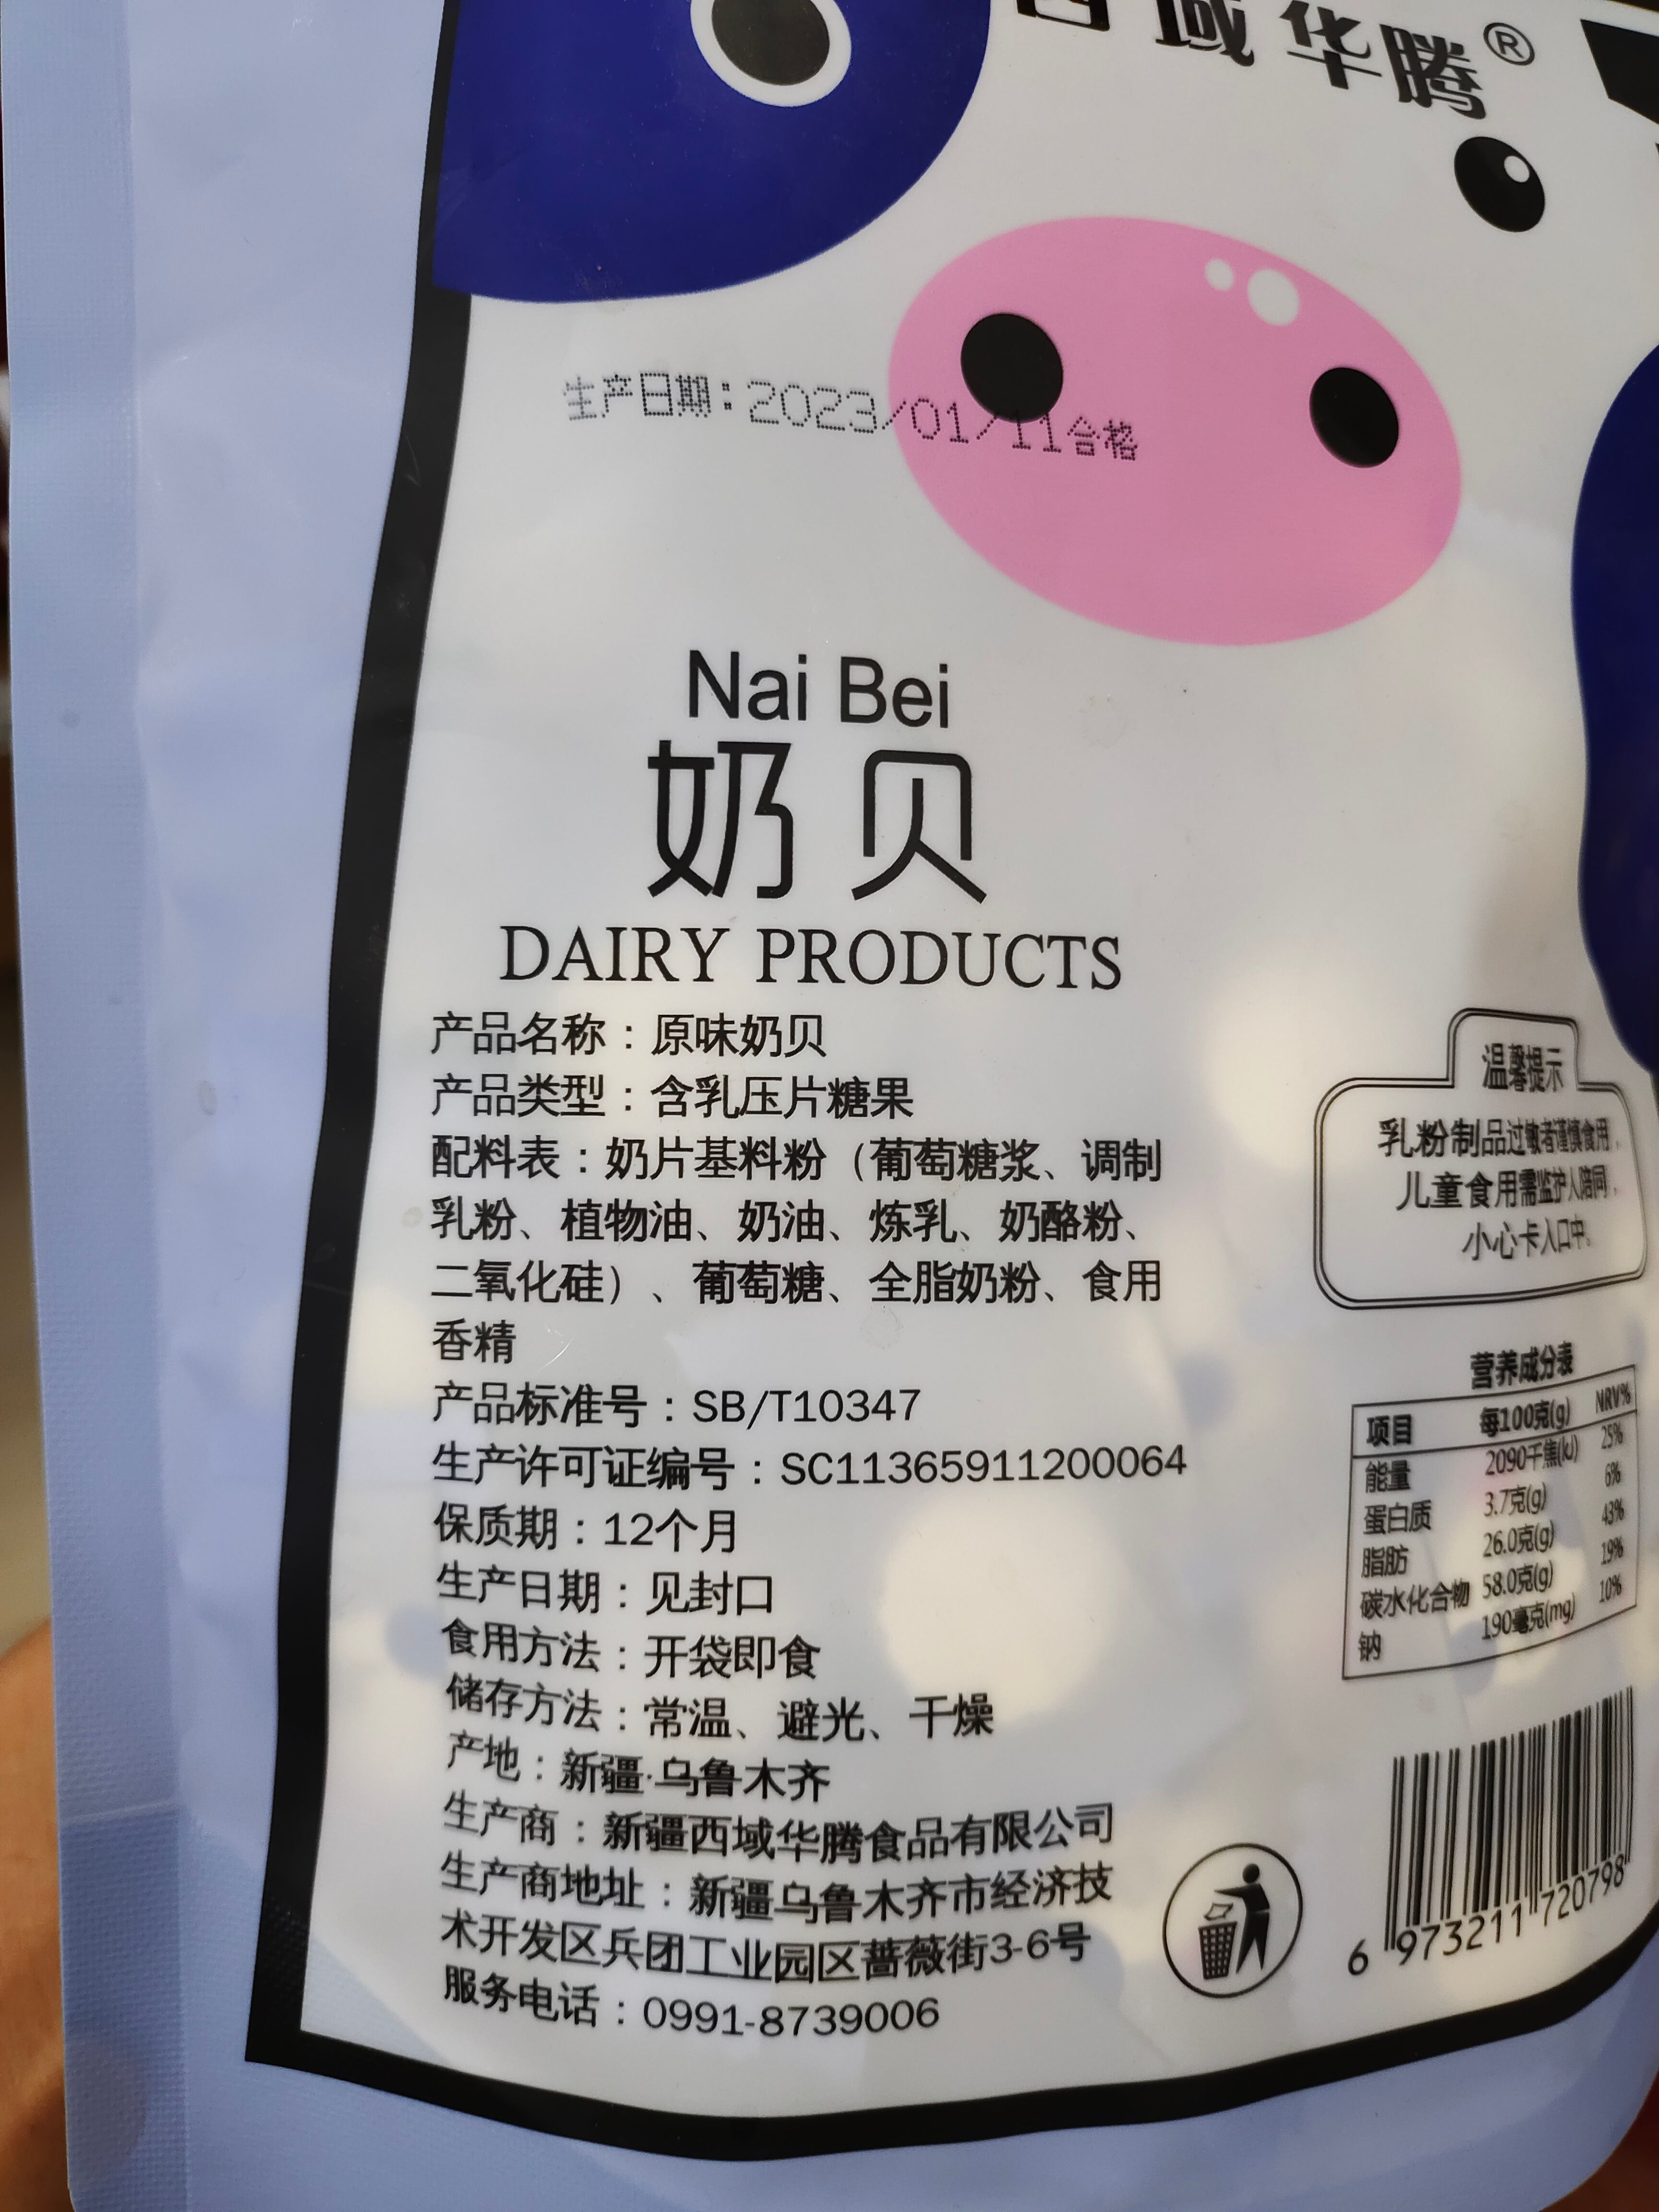 西域华腾®
生产日期:2023/01/11合格
Nai Bei
奶贝
DAIRY PRODUCTS
产品名称：原味奶贝
产品类型：含乳压片糖果
配料表：奶片基料粉（葡萄糖浆、调制
乳粉、植物油、奶油、炼乳、奶酪粉、
二氧化硅）、葡萄糖、全脂奶粉、食用
香精
产品标准号：SB/T10347
生产许可证编号：SC11365911200064
保质期：12个月
生产日期：见封口
食用方法：开袋即食
储存方法：常温、避光、干燥
产地：新疆·乌鲁木齐
生产商：新疆西域华腾食品有限公司
生产商地址：新疆乌鲁木齐市经济技
术开发区兵团工业园区蔷薇街3-6号
服务电话：0991-8739006
温馨提示
乳粉制品过敏者谨慎食用，
儿童食用需监护人陪同，
小心卡入口中。
营养成分表
项目 每100克(g) NRV%
能量 2090千焦(kJ) 25%
蛋白质 3.7克(g) 6%
脂肪 26.0克(g) 43%
碳水化合物 58.0克(g) 19%
钠 190毫克(mg) 10%
6 973211 720798